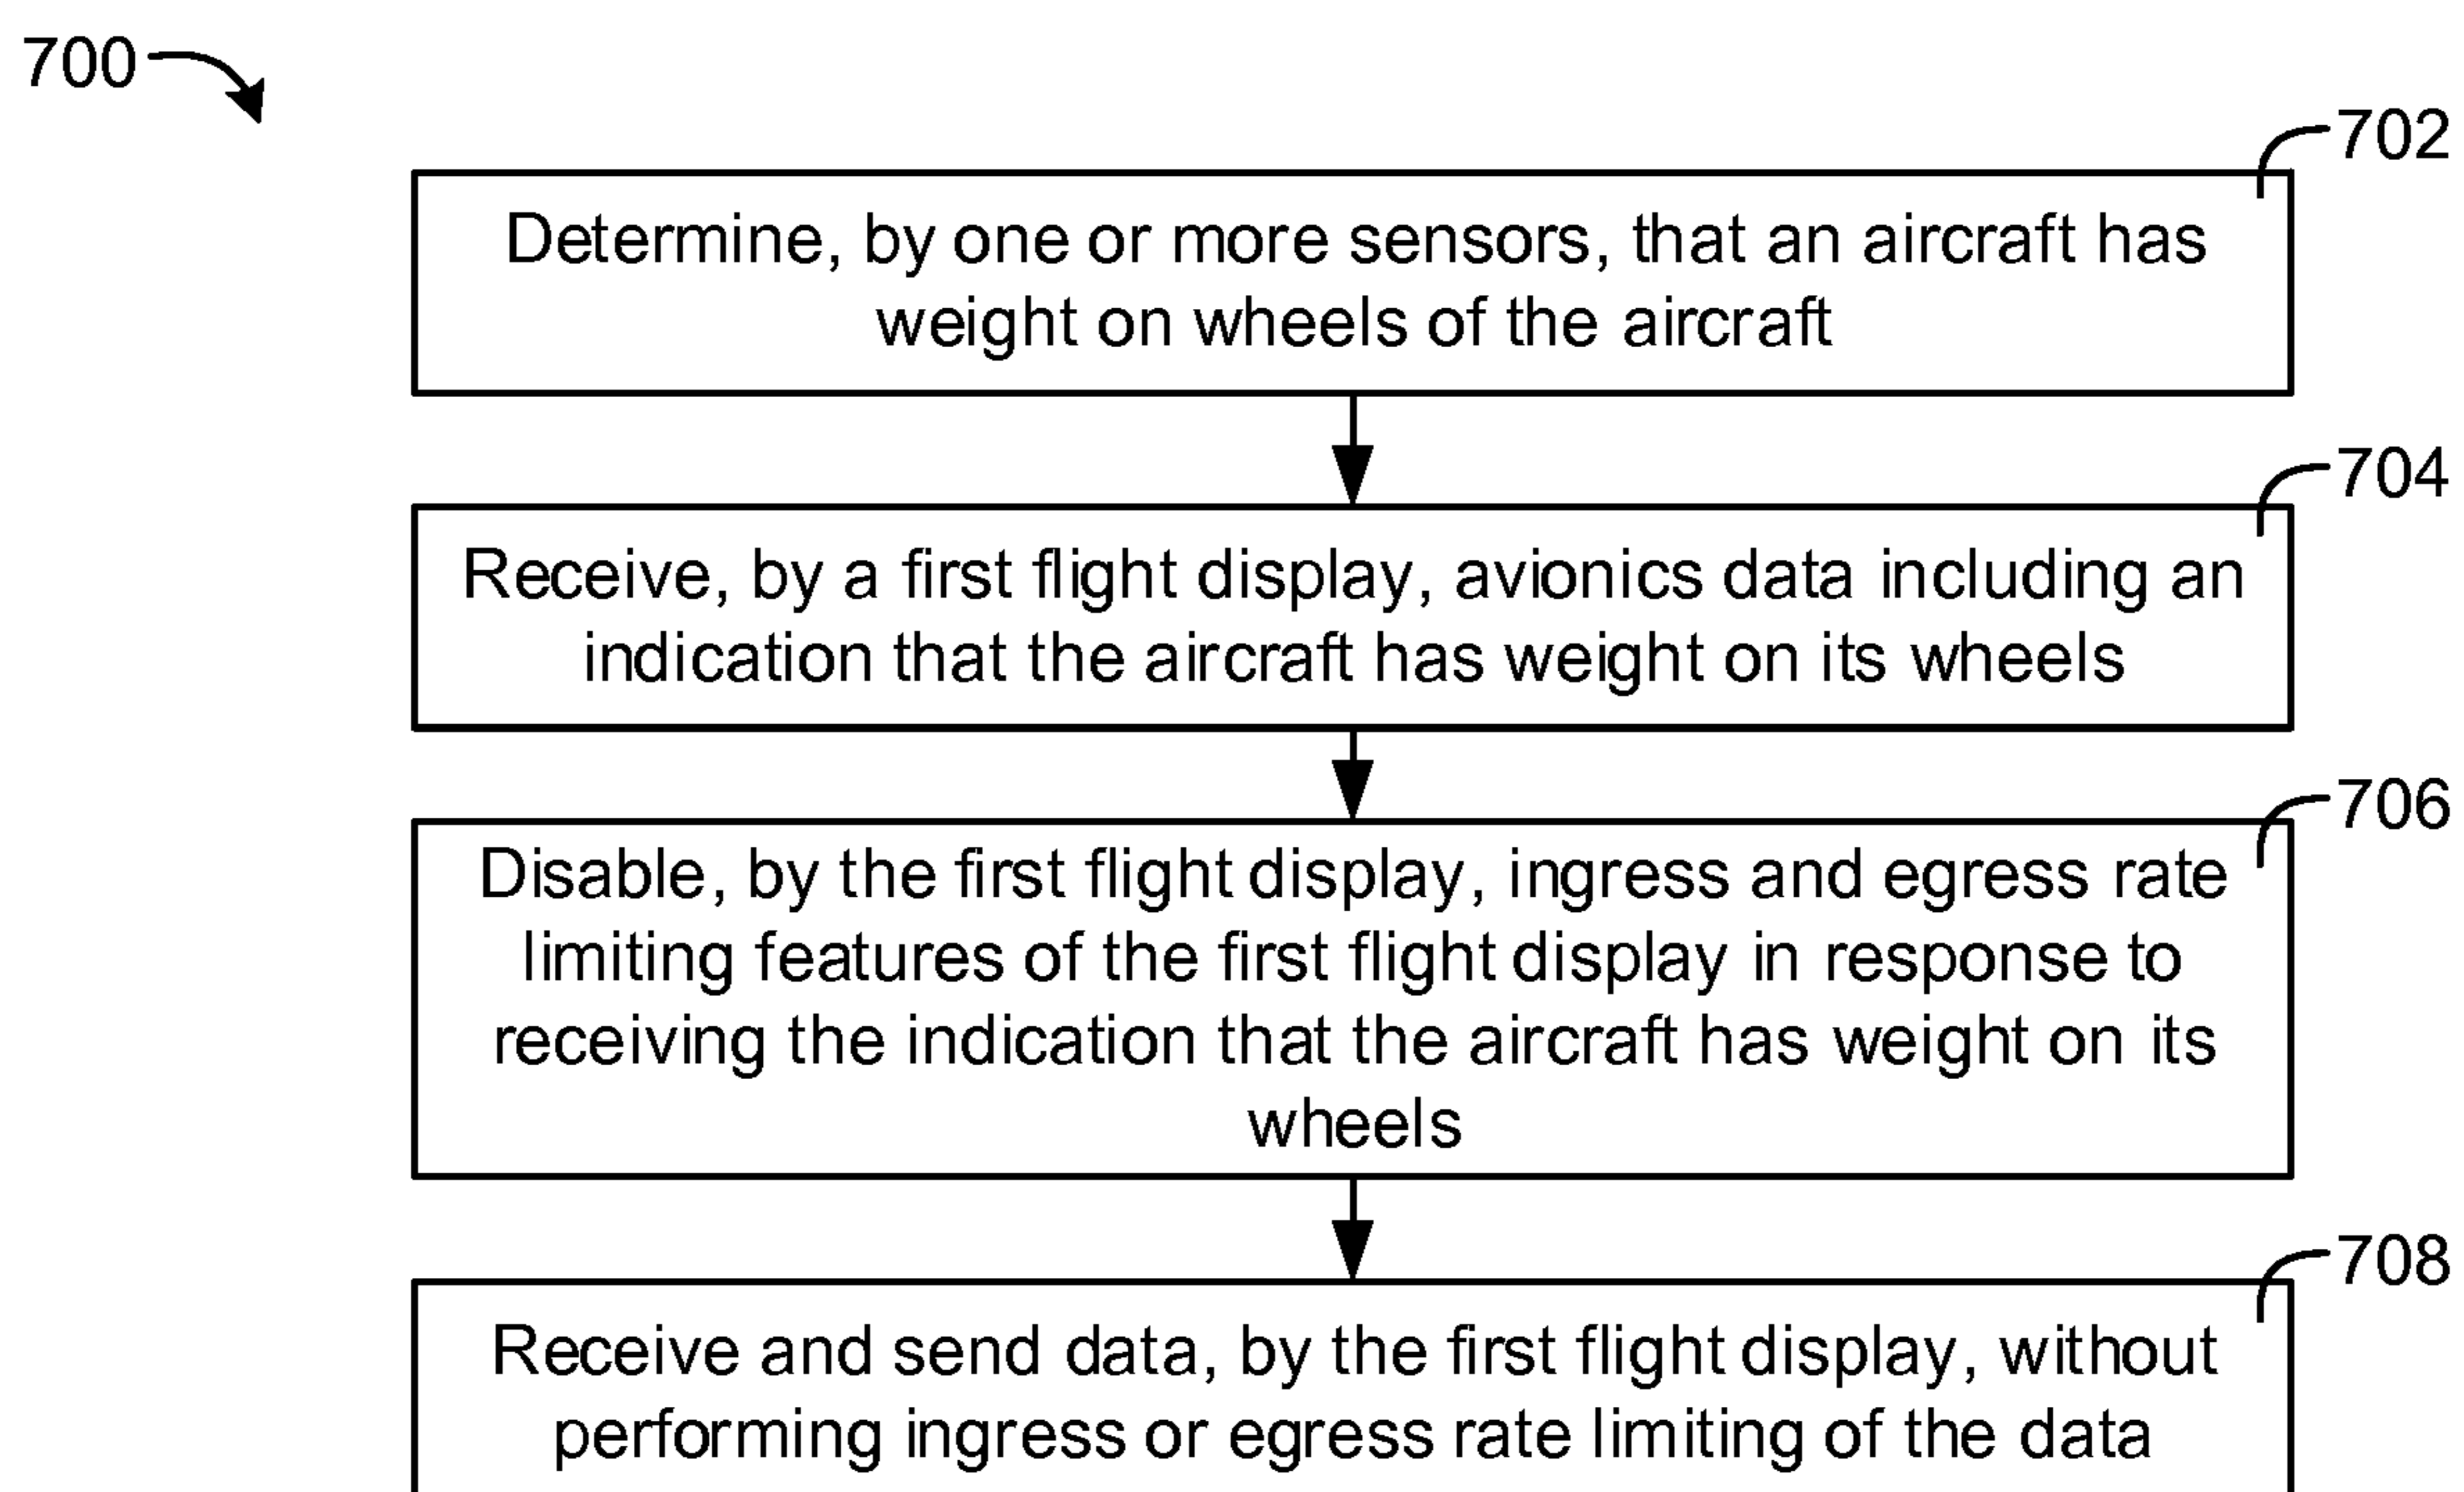 700
702
Determine, by one or more sensors, that an aircraft has
weight on wheels of the aircraft
704
Receive, by a first flight display, avionics data including an
indication that the aircraft has weight on its wheels
706
Disable, by the first flight display, ingress and egress rate
limiting features of the first flight display in response to
receiving the indication that the aircraft has weight on its
wheels
708
Receive and send data, by the first flight display, without
performing ingress or egress rate limiting of the data